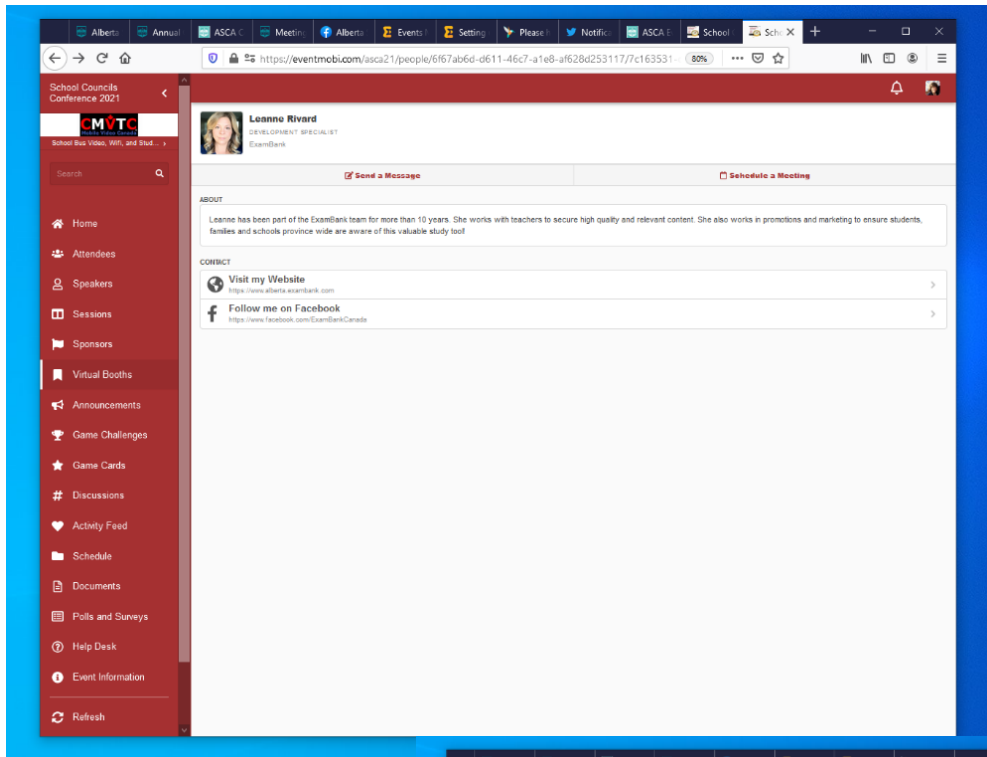 Alberta
Annual
ASCA C
Meeting
Alberta
Events
Setting
Please h
Notifica
ASCA E
School
Scho
https://eventmobi.com/asca21/people/6f67ab6d-d611-46c7-a1e8-af628d253117/7c163531
80%
School Councils
Conference 2021
CMVTC
Mobile Video Canada
School Bus Video, Wifi, and Stud...
Search
Home
Attendees
Speakers
Sessions
Sponsors
Virtual Booths
Announcements
Game Challenges
Game Cards
Discussions
Activity Feed
Schedule
Documents
Polls and Surveys
Help Desk
Event Information
Refresh
Leanne Rivard
DEVELOPMENT SPECIALIST
ExamBank
Send a Message
Schedule a Meeting
ABOUT
Leanne has been part of the ExamBank team for more than 10 years. She works with teachers to secure high quality and relevant content. She also works in promotions and marketing to ensure students,
families and schools province wide are aware of this valuable study tool!
CONTACT
Visit my Website
https://www.alberta.exambank.com
Follow me on Facebook
https://www.facebook.com/ExamBankCanada